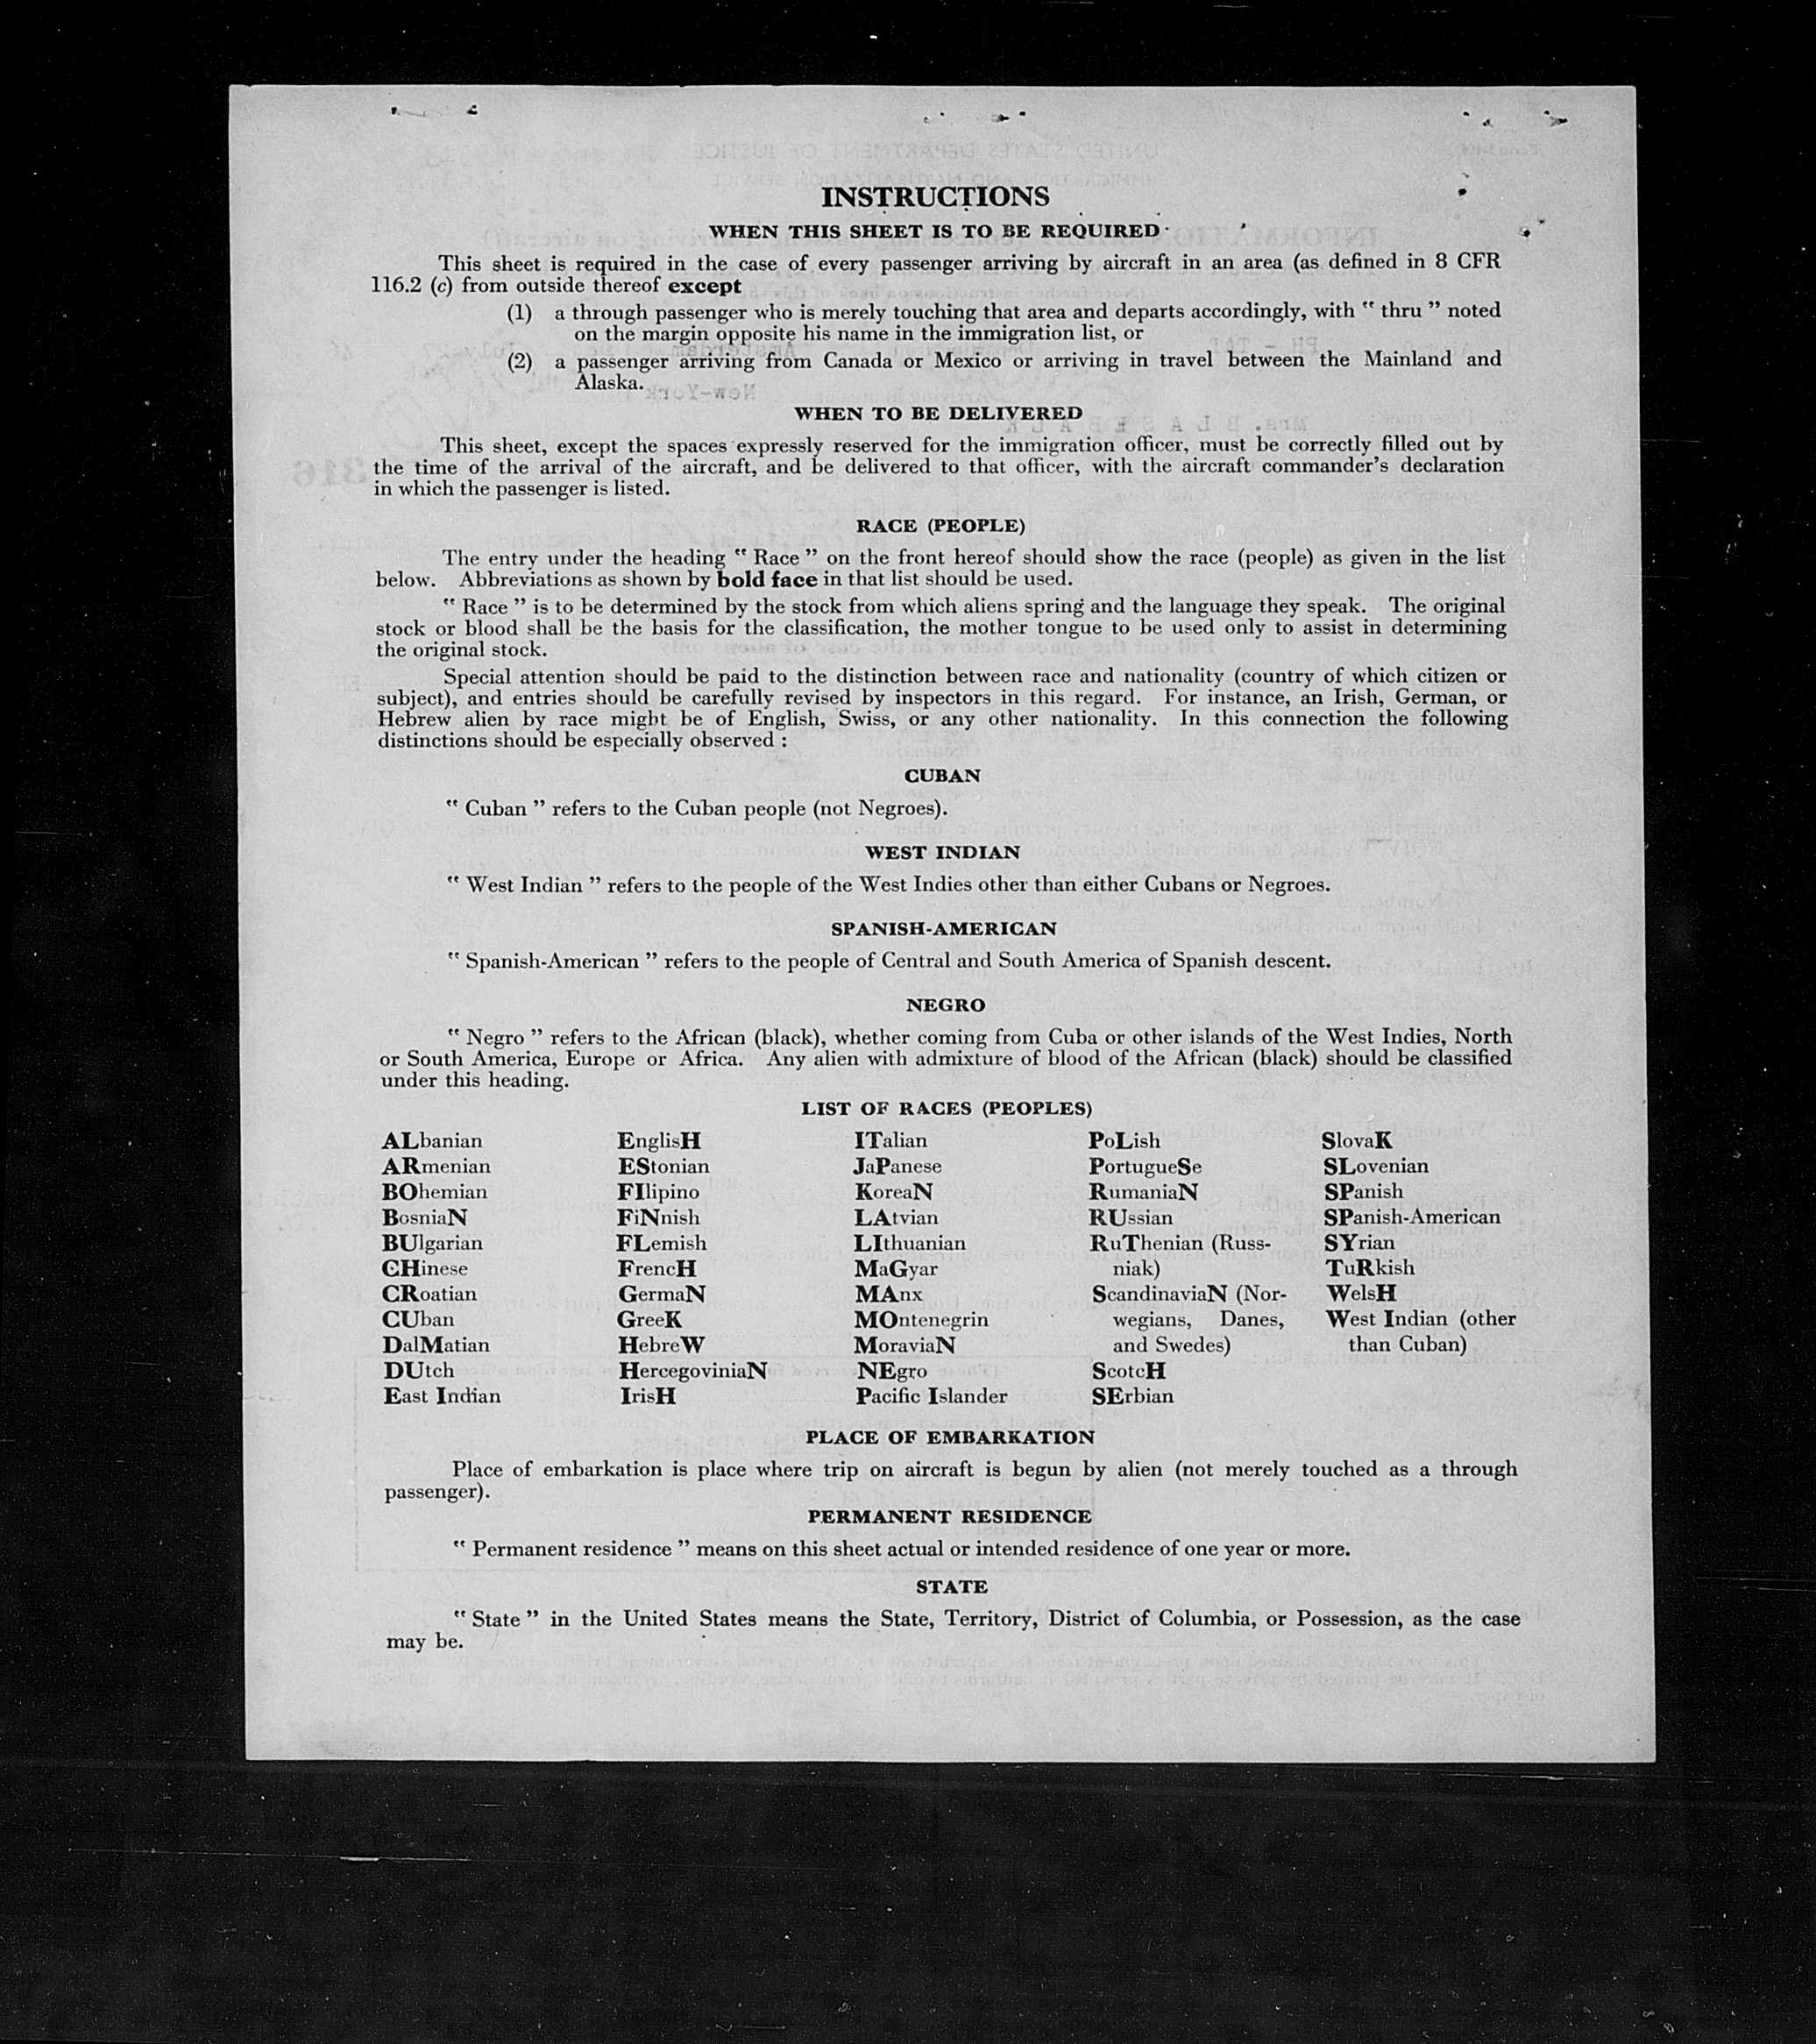 INSTRUCTIONS
WHEN THIS SHEET IS TO BE REQUIRED
This sheet is required in the case of every passenger arriving by aircraft in an area (as defined in 8 CFR
116.2 (c) from outside thereof except
(1) a through passenger who is merely touching that area and departs accordingly, with " thru " noted
on the margin opposite his name in the immigration list, or
(2) a passenger arriving from Canada or Mexico or arriving in travel between the Mainland and
Alaska.
WHEN TO BE DELIVERED
This sheet, except the spaces expressly reserved for the immigration officer, must be correctly filled out by
the time of the arrival of the aircraft, and be delivered to that officer, with the aircraft commander's declaration
in which the passenger is listed.
RACE (PEOPLE)
The entry under the heading " Race " on the front hereof should show the race (people) as given in the list
below. Abbreviations as shown by bold face in that list should be used.
" Race " is to be determined by the stock from which aliens spring and the language they speak. The original
stock or blood shall be the basis for the classification, the mother tongue to be used only to assist in determining
the original stock.
Special attention should be paid to the distinction between race and nationality (country of which citizen or
subject), and entries should be carefully revised by inspectors in this regard. For instance, an Irish, German, or
Hebrew alien by race might be of English, Swiss, or any other nationality. In this connection the following
distinctions should be especially observed :
CUBAN
" Cuban " refers to the Cuban people (not Negroes).
WEST INDIAN
" West Indian " refers to the people of the West Indies other than either Cubans or Negroes.
SPANISH-AMERICAN
" Spanish-American " refers to the people of Central and South America of Spanish descent.
NEGRO
" Negro " refers to the African (black), whether coming from Cuba or other islands of the West Indies, North
or South America, Europe or Africa. Any alien with admixture of blood of the African (black) should be classified
under this heading.
LIST OF RACES (PEOPLES)
ALbanian
ARmenian
BOhemian
BosniaN
BUlgarian
CHinese
CRoatian
CUban
DalMatian
DUtch
East Indian
EnglisH
EStonian
FIlipino
FiNnish
FLemish
FrencH
GermaN
GreeK
HebreW
HercegoviniaN
IrisH
ITalian
JaPanese
KoreaN
LAtvian
LIthuanian
MaGyar
MAnx
MOntenegrin
MoraviaN
NEgro
Pacific Islander
PoLish
PortugueSe
RumaniaN
RUssian
RuThenian (Russ-
niak)
ScandinaviaN (Nor-
wegians, Danes,
and Swedes)
ScotcH
SErbian
SlovaK
SLovenian
SPanish
SPanish-American
SYrian
TuRkish
WelsH
West Indian (other
than Cuban)
PLACE OF EMBARKATION
Place of embarkation is place where trip on aircraft is begun by alien (not merely touched as a through
passenger).
PERMANENT RESIDENCE
" Permanent residence " means on this sheet actual or intended residence of one year or more.
STATE
" State " in the United States means the State, Territory, District of Columbia, or Possession, as the case
may be.